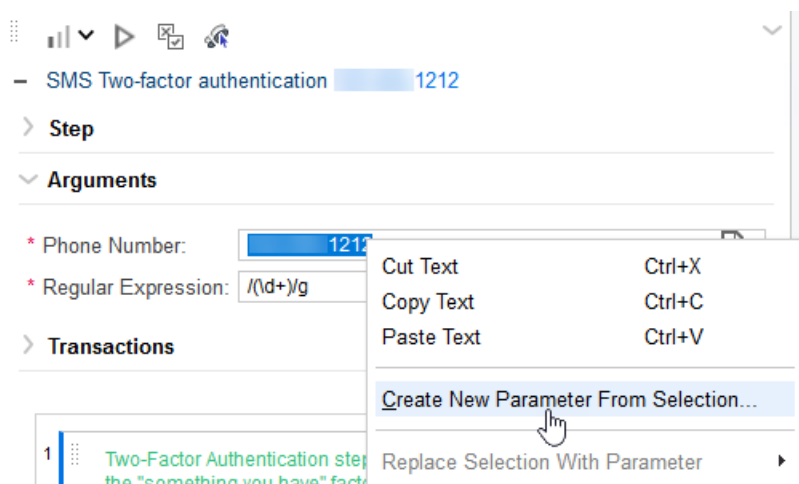 SMS Two-factor authentication 1212
Step
Arguments
* Phone Number: 1212
* Regular Expression: /(\d+)/g
Cut Text Ctrl+X
Copy Text Ctrl+C
Paste Text Ctrl+V
Transactions
Create New Parameter From Selection...
1
Two-Factor Authentication step
Replace Selection With Parameter
the "something you have" fact